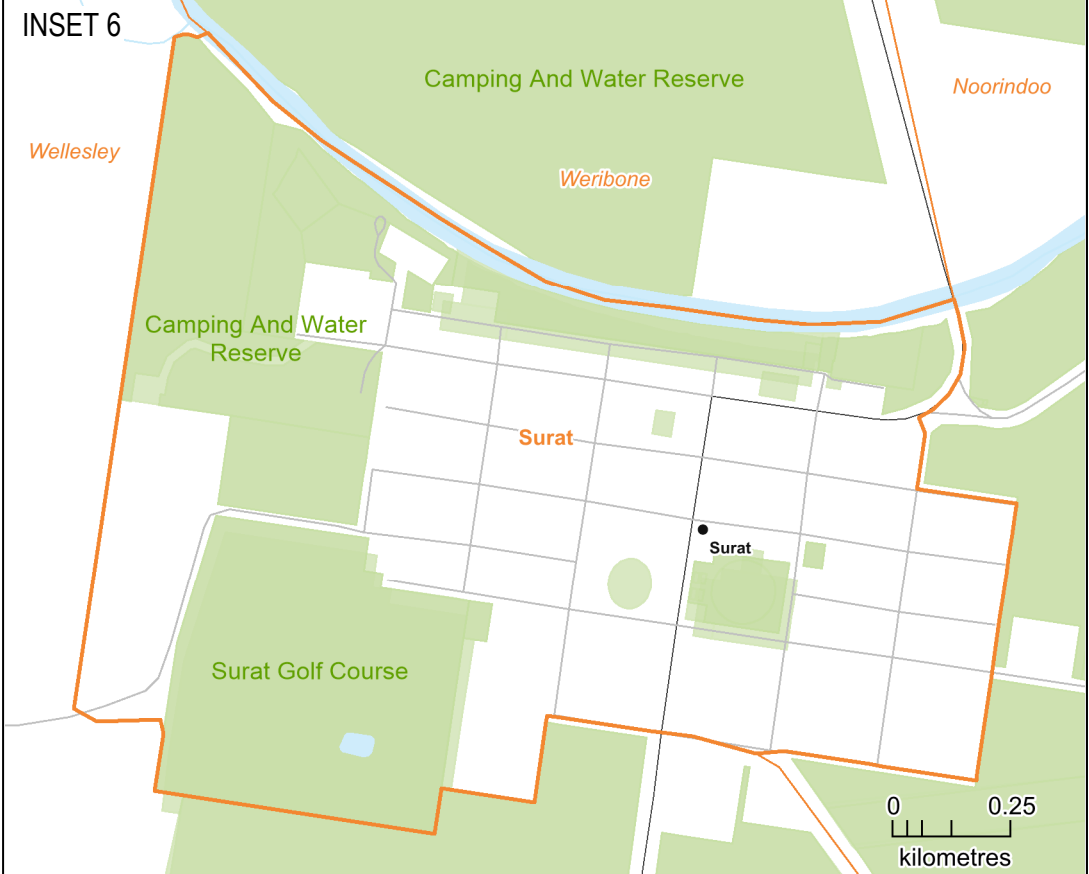 INSET 6
Camping And Water Reserve
Noorindoo
Wellesley
Weribone
Camping And Water
Reserve
Surat
Surat
Surat Golf Course
0 0.25
kilometres